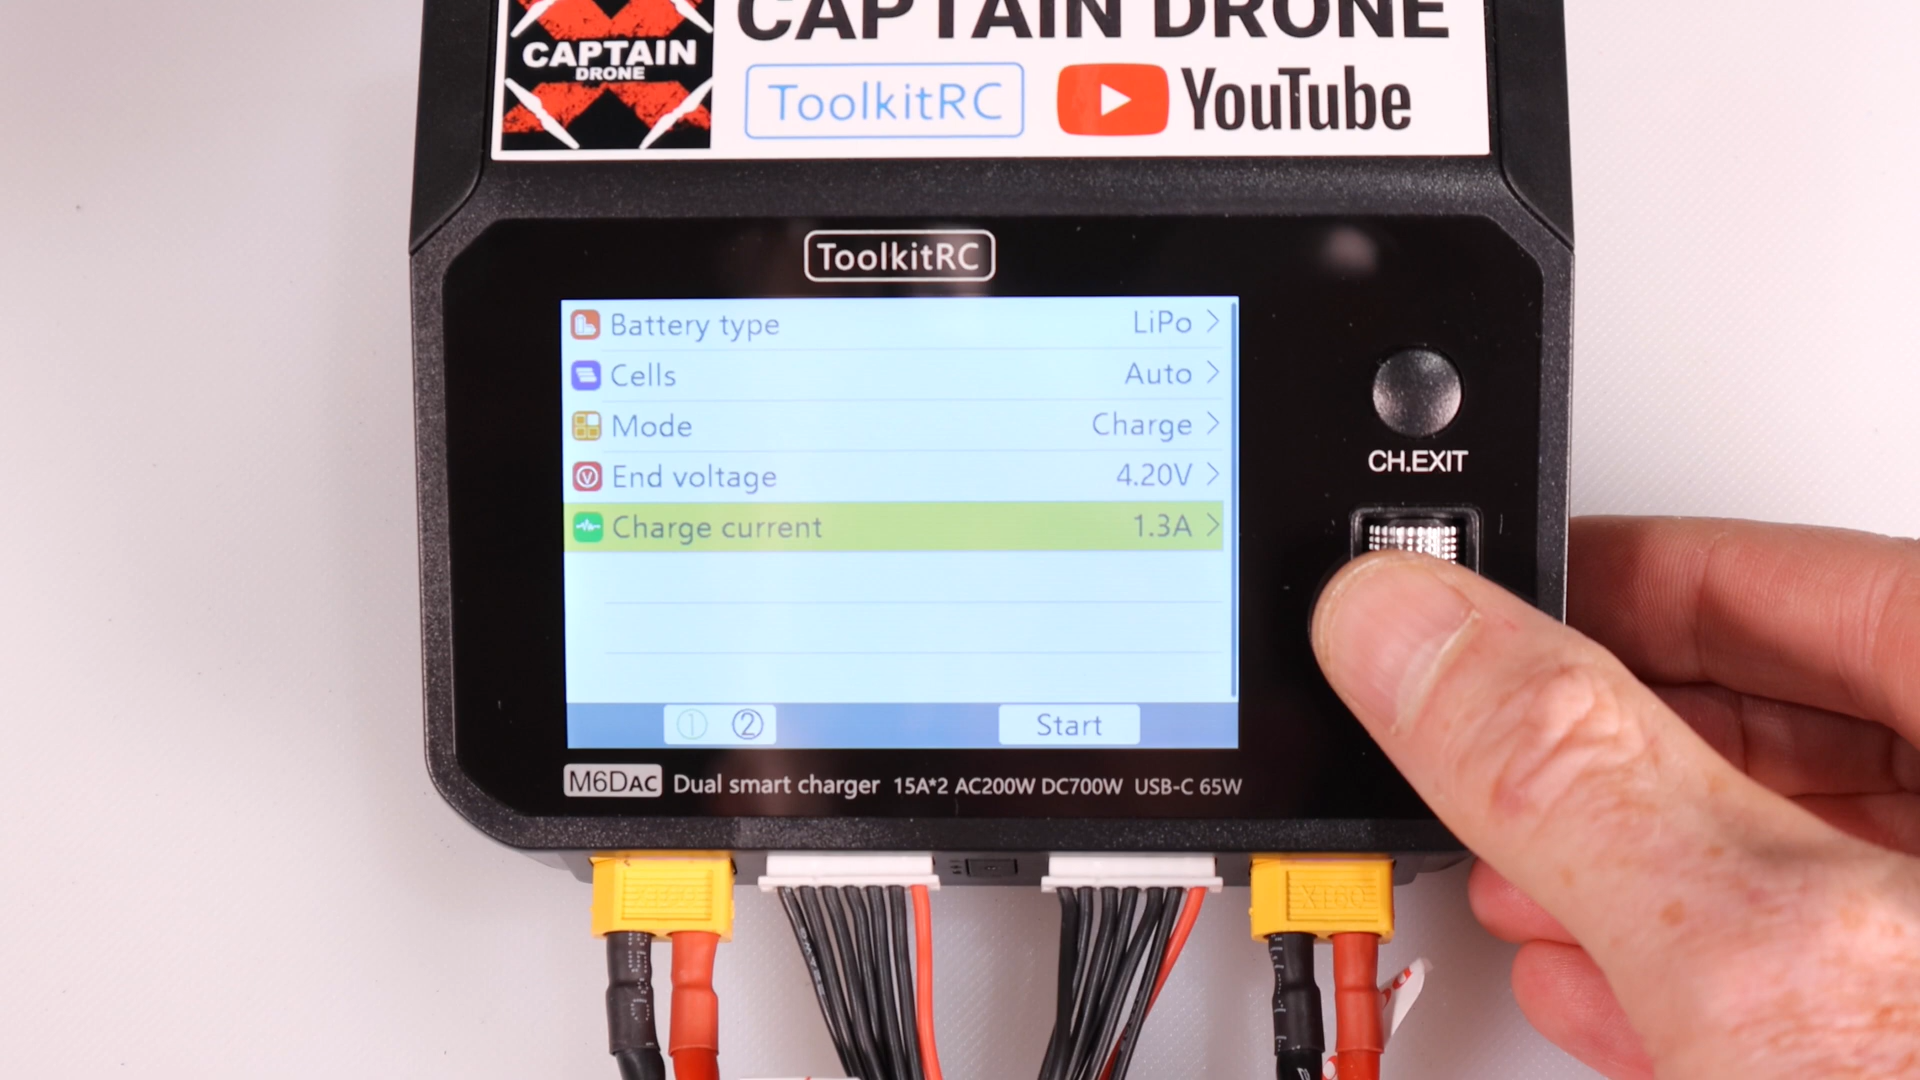 CAPTAIN DRONE
CAPTAIN
DRONE
ToolkitRC
YouTube
ToolkitRC
Battery type LiPo >
Cells Auto >
Mode Charge >
End voltage 4.20V >
Charge current 1.3A >
① ② Start
CH.EXIT
M6DAC Dual smart charger 15A*2 AC200W DC700W USB-C 65W
XT60